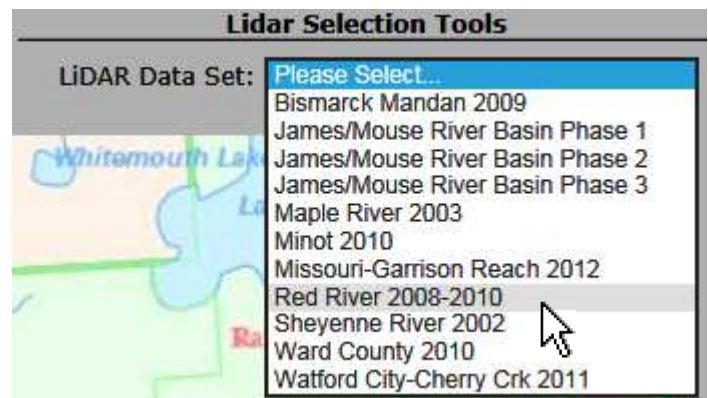 Lidar Selection Tools
LiDAR Data Set: Please Select...
Bismarck Mandan 2009
James/Mouse River Basin Phase 1
James/Mouse River Basin Phase 2
James/Mouse River Basin Phase 3
Maple River 2003
Minot 2010
Missouri-Garrison Reach 2012
Red River 2008-2010
Sheyenne River 2002
Ward County 2010
Watford City-Cherry Crk 2011
Whitemouth Lake
La
Ra